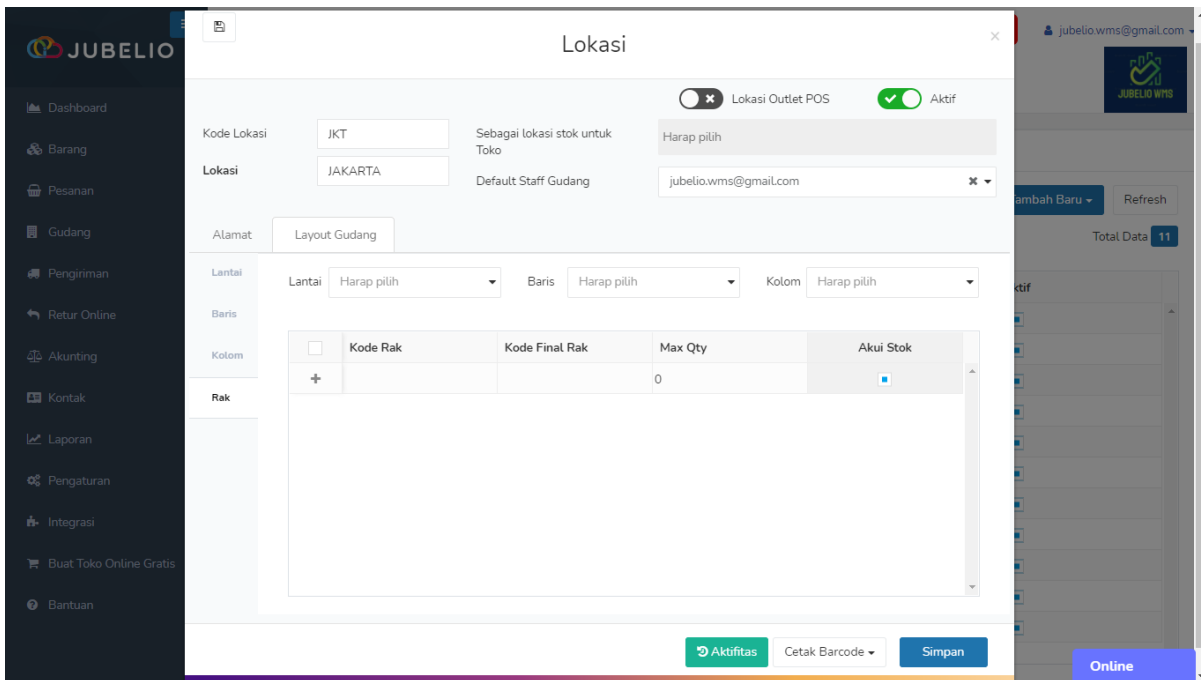 JUBELIO
Dashboard
Barang
Pesanan
Gudang
Pengiriman
Retur Online
Akunting
Kontak
Laporan
Pengaturan
Integrasi
Buat Toko Online Gratis
Bantuan
Lokasi
×
jubelio.wms@gmail.com
JUBELIO WMS
Lokasi Outlet POS
Aktif
Kode Lokasi
JKT
Sebagai lokasi stok untuk
Toko
Harap pilih
Lokasi
JAKARTA
Default Staff Gudang
jubelio.wms@gmail.com
Alamat
Layout Gudang
Lantai
Baris
Kolom
Rak
Lantai
Harap pilih
Baris
Harap pilih
Kolom
Harap pilih
Kode Rak
Kode Final Rak
Max Qty
Akui Stok
0
Aktifitas
Cetak Barcode
Simpan
Refresh
Total Data 11
Online